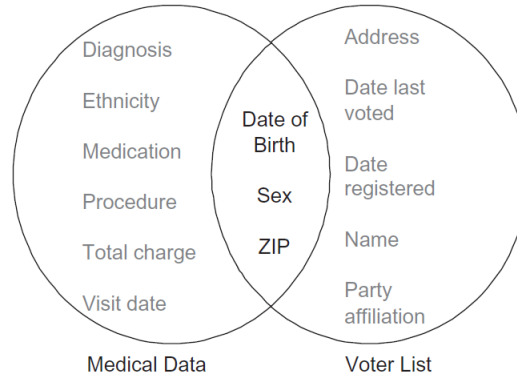 Diagnosis
Ethnicity
Medication
Procedure
Total charge
Visit date
Date of
Birth
Sex
ZIP
Address
Date last
voted
Date
registered
Name
Party
affiliation
Medical Data
Voter List